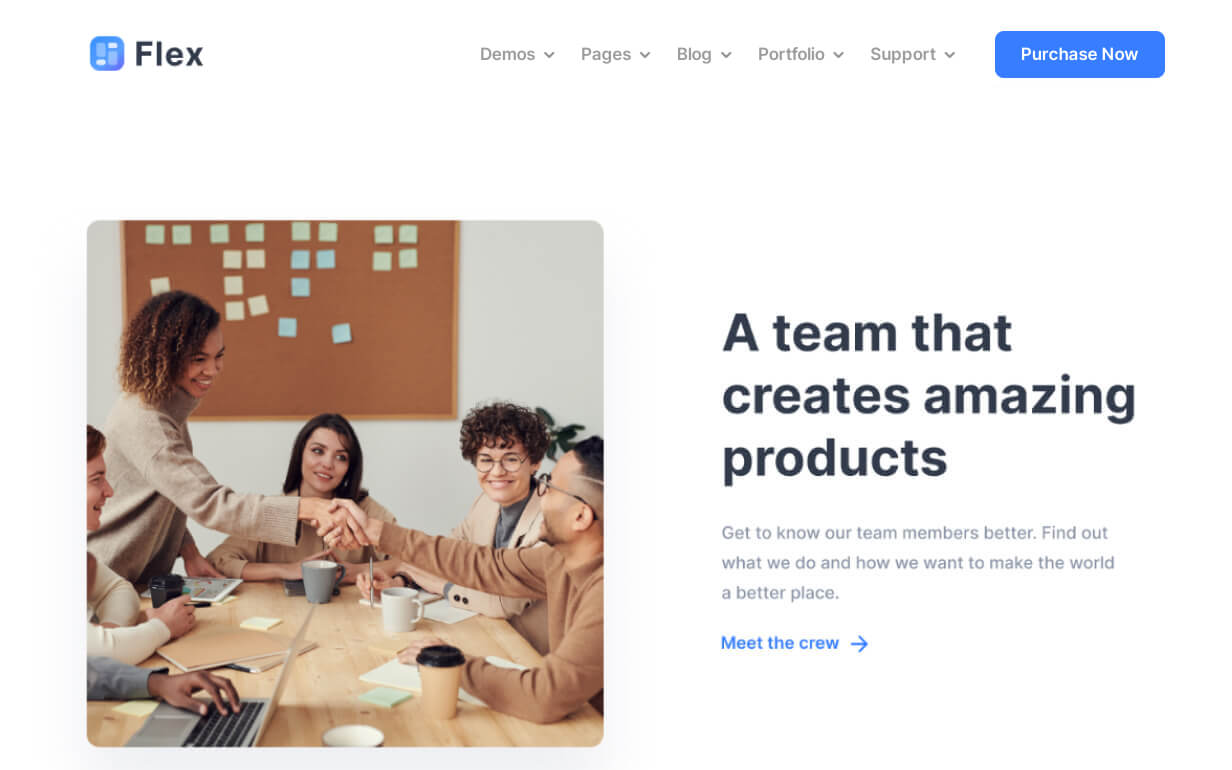 Flex
Demos
Pages
Blog
Portfolio
Support
Purchase Now
A team that
creates amazing
products
Get to know our team members better. Find out
what we do and how we want to make the world
a better place.
Meet the crew